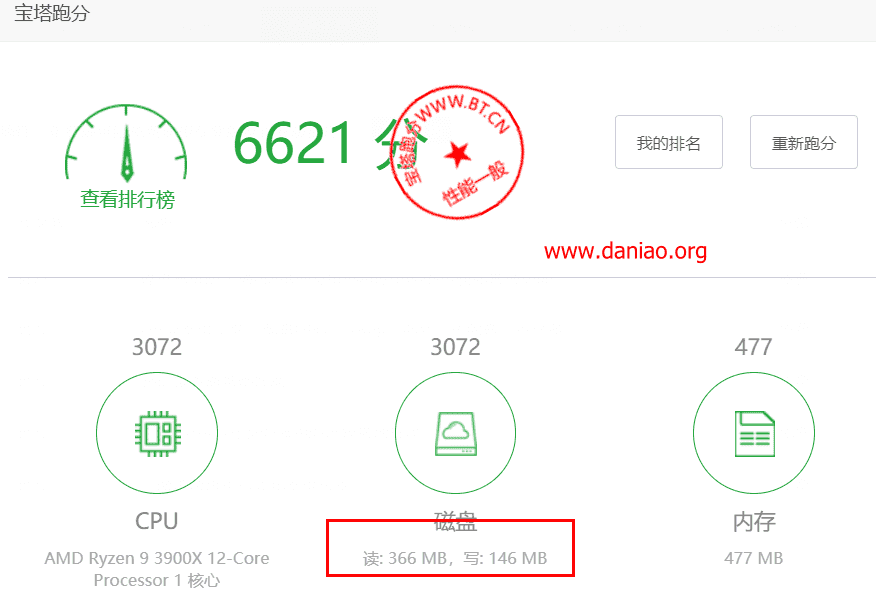 宝塔跑分
6621 分
宝塔跑分WWW.BT.CN
性能一般
查看排行榜
我的排名
重新跑分
www.daniao.org
3072
3072
477
CPU
磁盘
内存
AMD Ryzen 9 3900X 12-Core
Processor 1 核心
读: 366 MB，写: 146 MB
477 MB